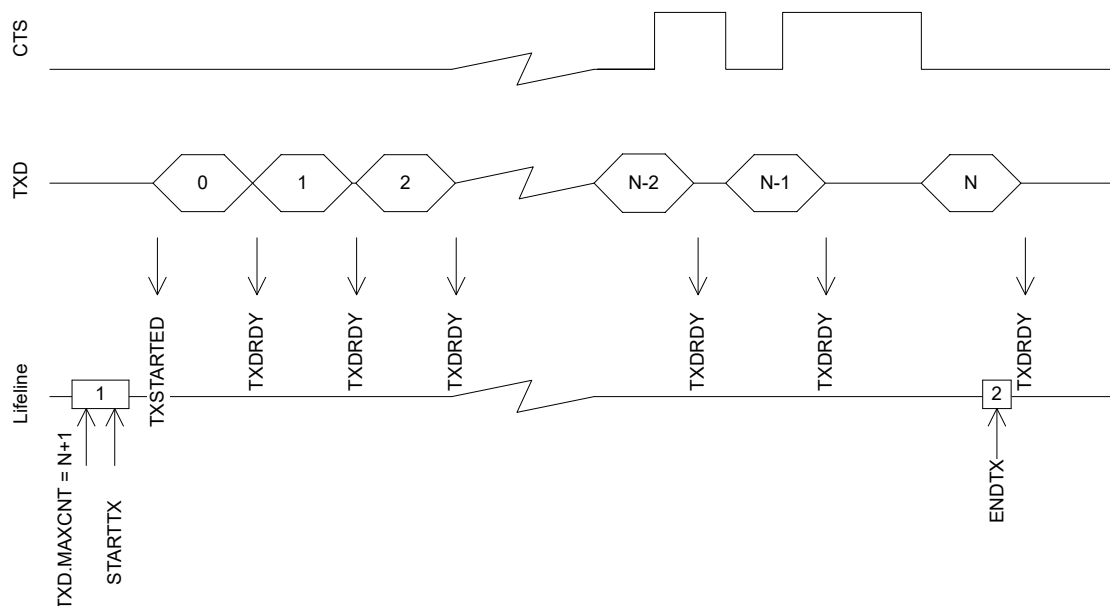 CTS
TXD
0
1
2
N-2
N-1
N
TXSTARTED
TXDRDY
TXDRDY
TXDRDY
TXDRDY
TXDRDY
TXDRDY
Lifeline
1
2
TXD.MAXCNT = N+1
STARTTX
ENDTX